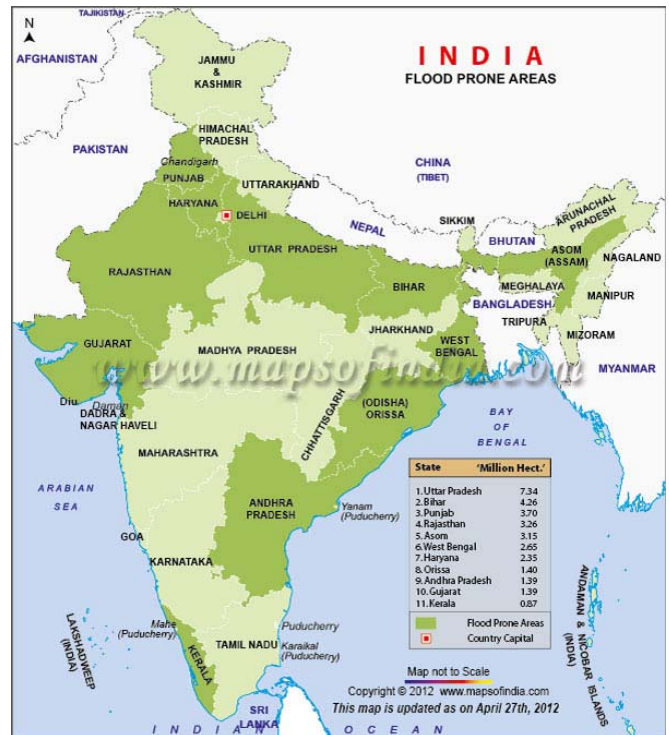 N
TAJIKISTAN
AFGHANISTAN
INDIA
FLOOD PRONE AREAS
JAMMU
&
KASHMIR
HIMACHAL
PRADESH
PAKISTAN
Chandigarh
PUNJAB
CHINA
(TIBET)
UTTARAKHAND
HARYANA
DELHI
NEPAL
SIKKIM
ARUNACHAL
PRADESH
BHUTAN
UTTAR PRADESH
ASOM
(ASSAM)
NAGALAND
RAJASTHAN
BIHAR
MEGHALAYA
MANIPUR
BANGLADESH
TRIPURA
MIZORAM
JHARKHAND
WEST
BENGAL
GUJARAT
MADHYA PRADESH
MYANMAR
www.mapsofindia.com
Diu
Daman
DADRA &
NAGAR HAVELI
CHHATTISGARH
(ODISHA)
ORISSA
BAY
OF
BENGAL
MAHARASHTRA
ARABIAN
SEA
ANDHRA
PRADESH
Yanam
(Puducherry)
GOA
KARNATAKA
State 'Million Hect.'
1.Uttar Pradesh 7.34
2.Bihar 4.26
3.Punjab 3.70
4.Rajasthan 3.26
5.Asom 3.15
6.West Bengal 2.65
7.Haryana 2.35
8.Orissa 1.40
9.Andhra Pradesh 1.39
10.Gujarat 1.39
11.Kerala 0.87
Flood Prone Areas
Country Capital
ANDAMAN & NICOBAR ISLANDS
(INDIA)
LAKSHADWEEP
(INDIA)
Mahe
(Puducherry)
Puducherry
Karaikal
(Puducherry)
TAMIL NADU
KERALA
Map not to Scale
Copyright © 2012 www.mapsofindia.com
This map is updated as on April 27th, 2012
SRI
LANKA
INDIAN OCEAN